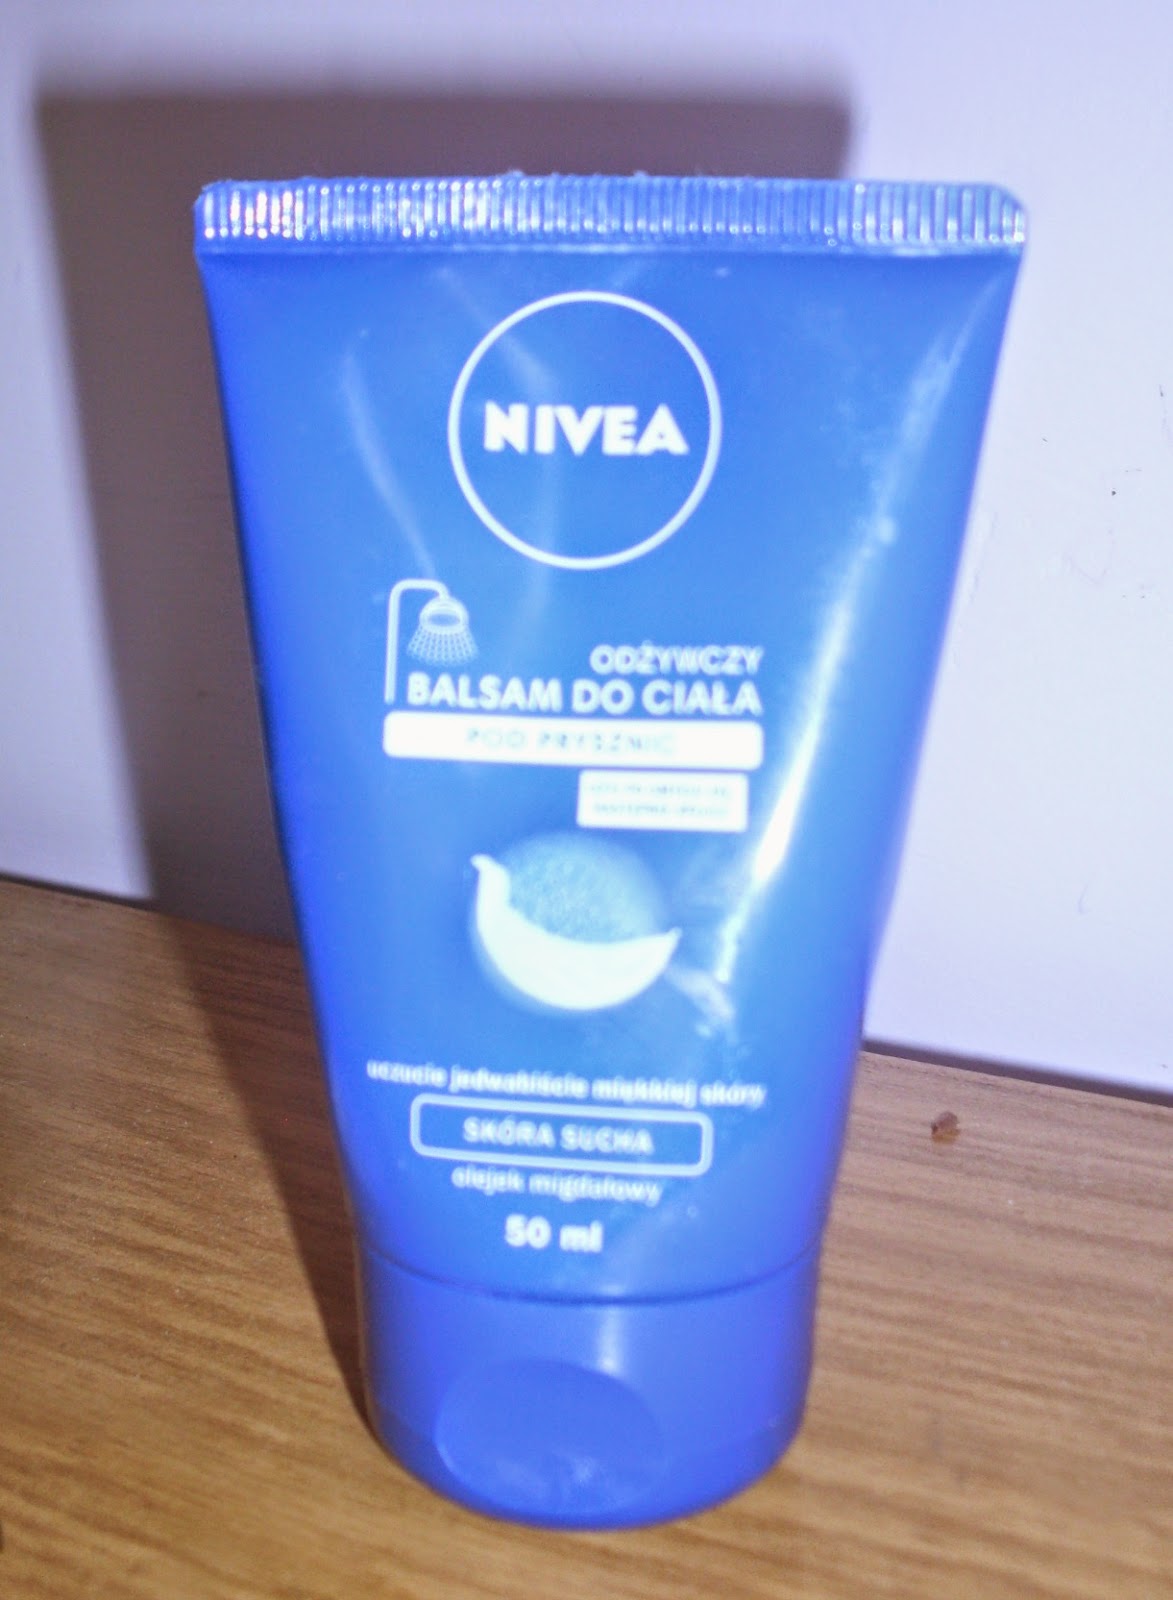 NIVEA
ODŻYWCZY
BALSAM DO CIAŁA
POD PRYSZNIC
uczucie jedwabiście miękkiej skóry
SKÓRA SUCHA
olejek migdałowy
50 ml